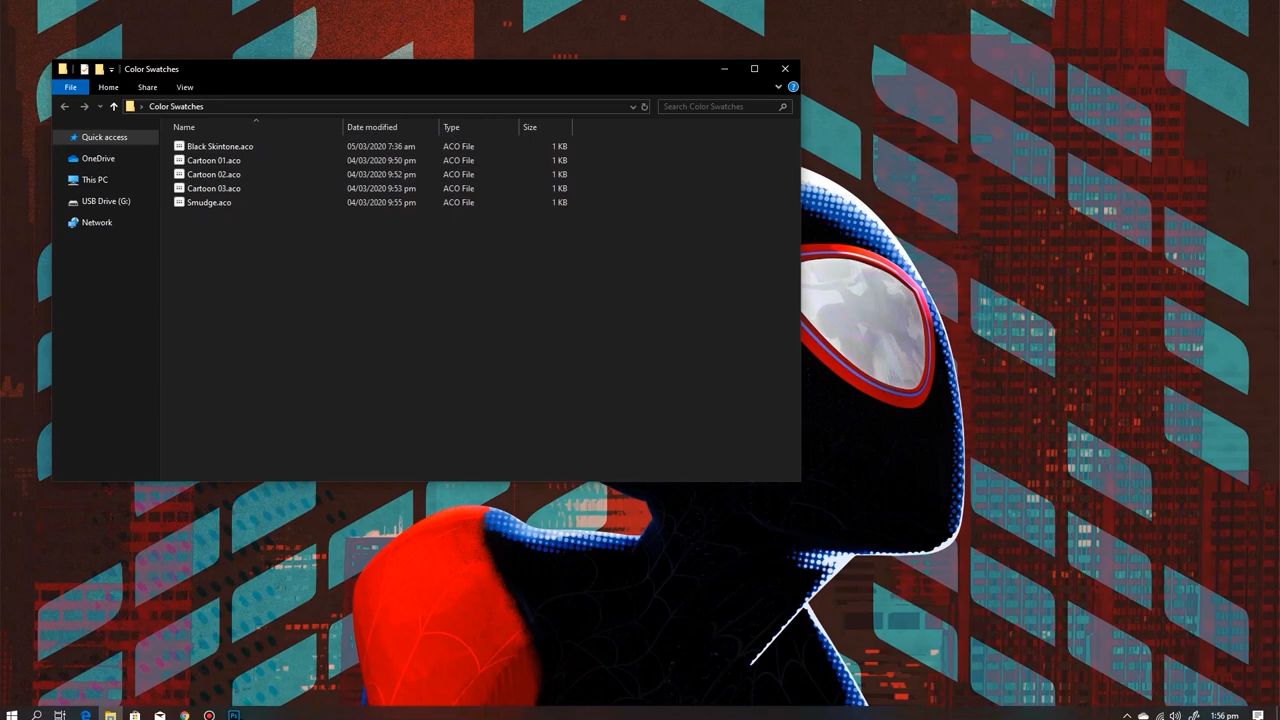 Color Swatches
File Home Share View
Color Swatches Search Color Swatches
Quick access
OneDrive
This PC
USB Drive (G:)
Network
Name Date modified Type Size
Black Skintone.aco 05/03/2020 7:36 am ACO File 1 KB
Cartoon 01.aco 04/03/2020 9:50 pm ACO File 1 KB
Cartoon 02.aco 04/03/2020 9:52 pm ACO File 1 KB
Cartoon 03.aco 04/03/2020 9:53 pm ACO File 1 KB
Smudge.aco 04/03/2020 9:55 pm ACO File 1 KB
Ps
1:56 pm